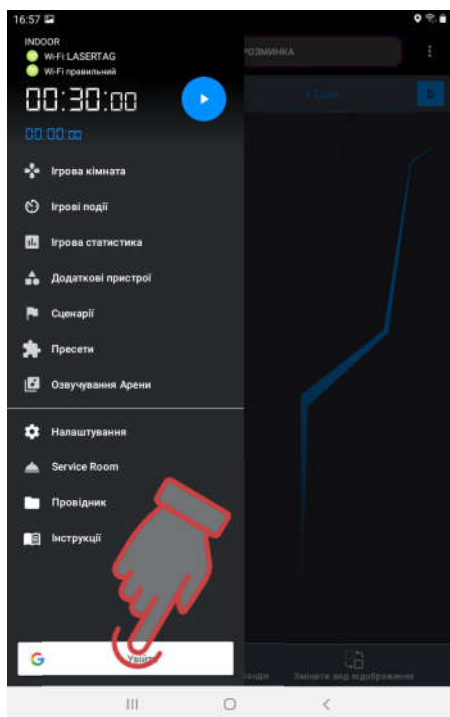 16:57
INDOOR
Wi-Fi:LASERTAG
Wi-Fi правильний
00:30:00
00:00:00
РОЗМИНКА
0
Ігрова кімната
Ігрові події
Ігрова статистика
Додаткові пристрої
Сценарії
Пресети
Озвучування Арени
Налаштування
Service Room
Провідник
Інструкції
G
Змінити вид відображення